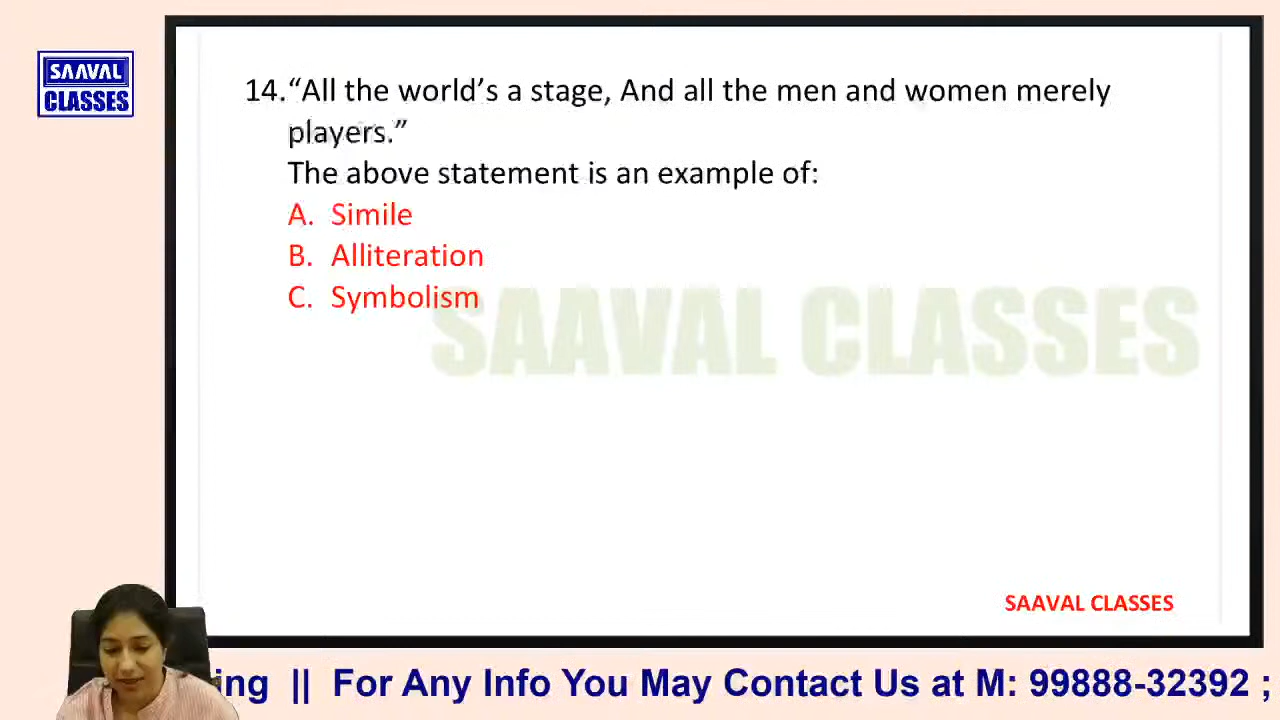 SAAVAL
CLASSES
14. “All the world’s a stage, And all the men and women merely
players.”
The above statement is an example of:
A. Simile
B. Alliteration
C. Symbolism
SAAVAL CLASSES
SAAVAL CLASSES
ing || For Any Info You May Contact Us at M: 99888-32392 ;